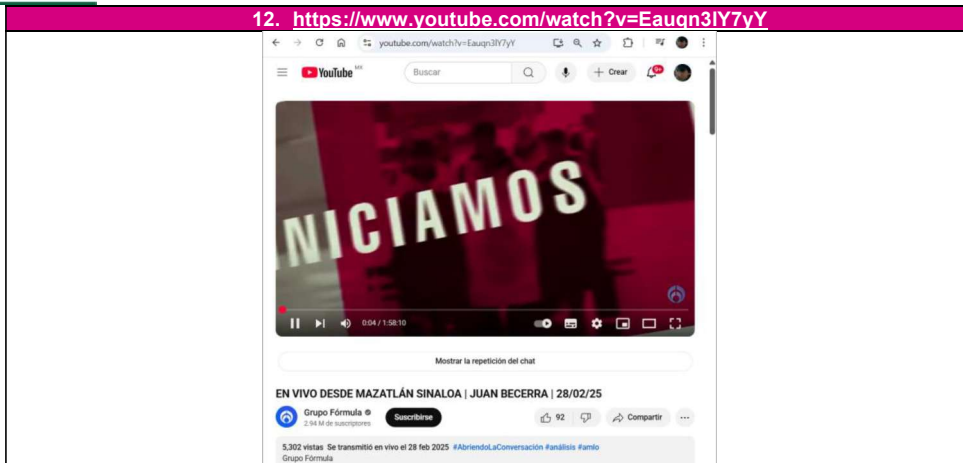 12. https://www.youtube.com/watch?v=Eauqn3lY7yY
youtube.com/watch?v=Eauqn3lY7yY
YouTube MX
Buscar
Crear
9+
NICIAMOS
0:04 / 1:58:10
Mostrar la repetición del chat
EN VIVO DESDE MAZATLÁN SINALOA | JUAN BECERRA | 28/02/25
Grupo Fórmula
2.94 M de suscriptores
Suscribirse
92
Compartir
5,302 vistas Se transmitió en vivo el 28 feb 2025 #AbriendoLaConversación #análisis #amlo
Grupo Fórmula